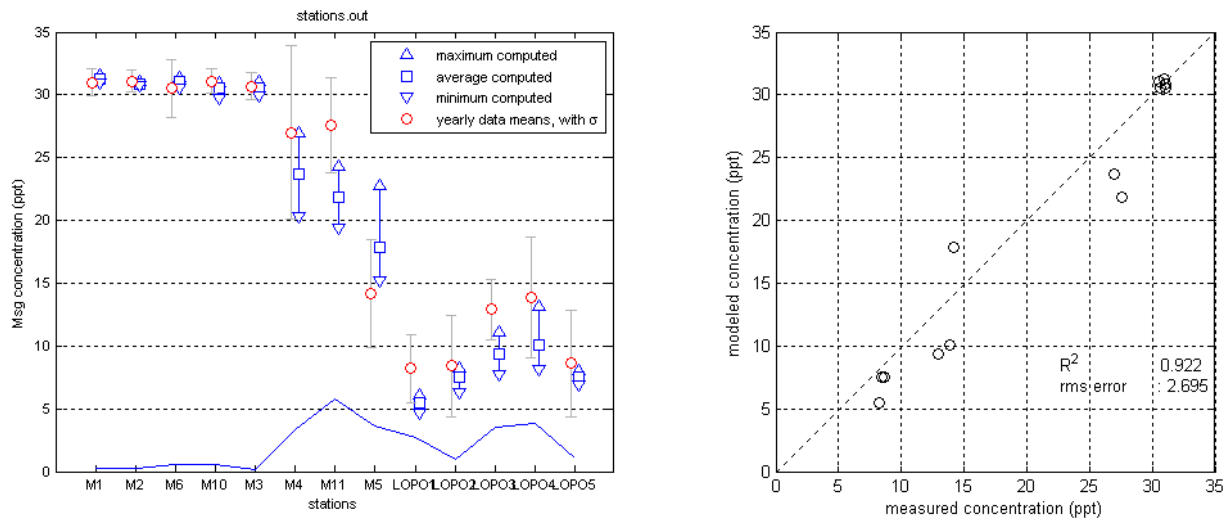 stations.out
35
30
25
20
15
10
5
0
Msg concentration (ppt)
maximum computed
average computed
minimum computed
yearly data means, with σ
M1 M2 M6 M10 M3 M4 M11 M5 LOPO1 LOPO2 LOPO3 LOPO4 LOPO5
stations
35
30
25
20
15
10
5
0
modeled concentration (ppt)
R² : 0.922
rms error : 2.695
0 5 10 15 20 25 30 35
measured concentration (ppt)